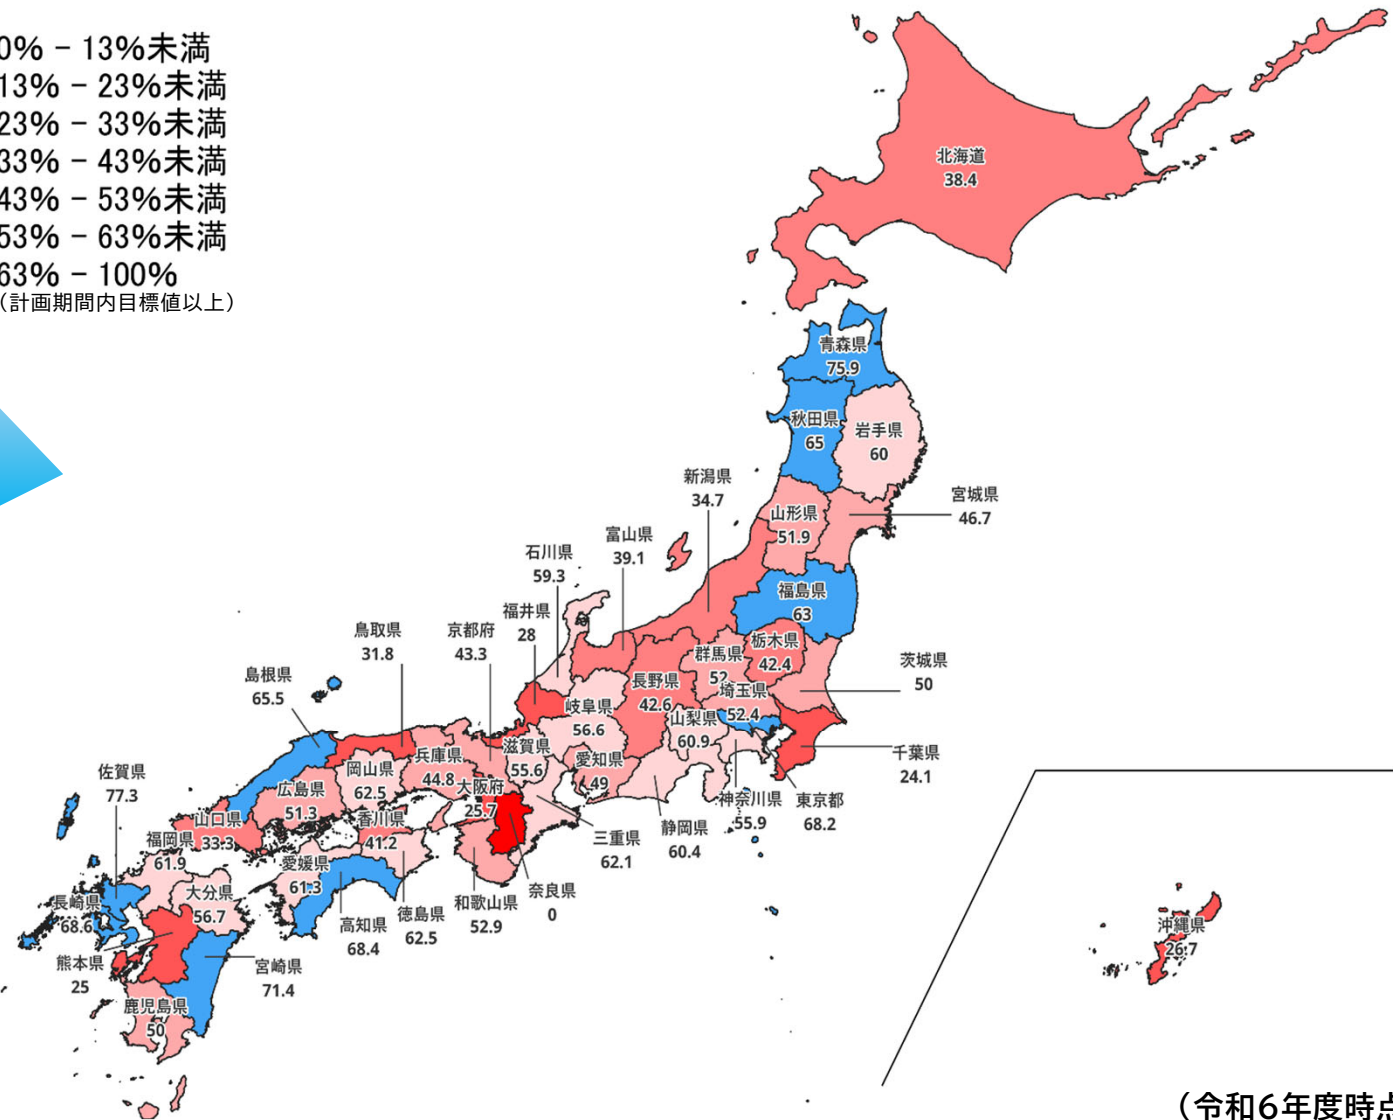 0% – 13%未満
13% – 23%未満
23% – 33%未満
33% – 43%未満
43% – 53%未満
53% – 63%未満
63% – 100%
（計画期間内目標値以上）
北海道
38.4
青森県
75.9
秋田県
65
岩手県
60
新潟県
34.7
宮城県
46.7
山形県
51.9
富山県
39.1
石川県
59.3
福島県
63
福井県
28
鳥取県
31.8
京都府
43.3
栃木県
42.4
群馬県
52
茨城県
50
島根県
65.5
長野県
42.6
埼玉県
52.4
岐阜県
56.6
山梨県
60.9
滋賀県
55.6
兵庫県
44.8
愛知県
49
千葉県
24.1
岡山県
62.5
佐賀県
77.3
広島県
51.3
大阪府
25.7
神奈川県
55.9
東京都
68.2
山口県
33.3
香川県
41.2
静岡県
60.4
三重県
62.1
福岡県
61.9
愛媛県
61.3
奈良県
0
大分県
56.7
長崎県
68.6
和歌山県
52.9
徳島県
62.5
高知県
68.4
沖縄県
26.7
熊本県
25
宮崎県
71.4
鹿児島県
50
（令和6年度時点